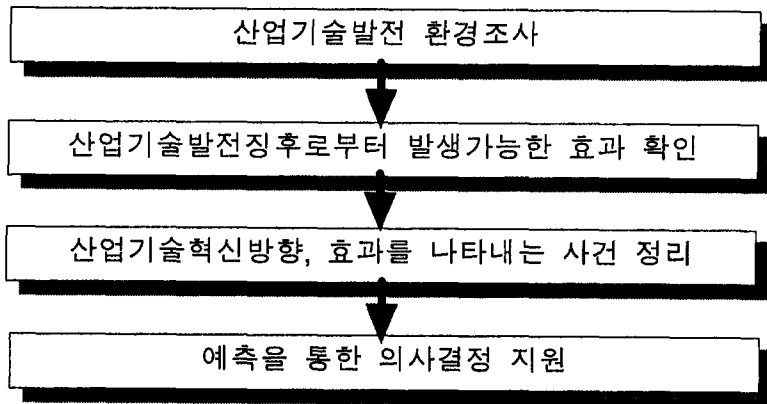 산업기술발전 환경조사
산업기술발전징후로부터 발생가능한 효과 확인
산업기술혁신방향, 효과를 나타내는 사건 정리
예측을 통한 의사결정 지원